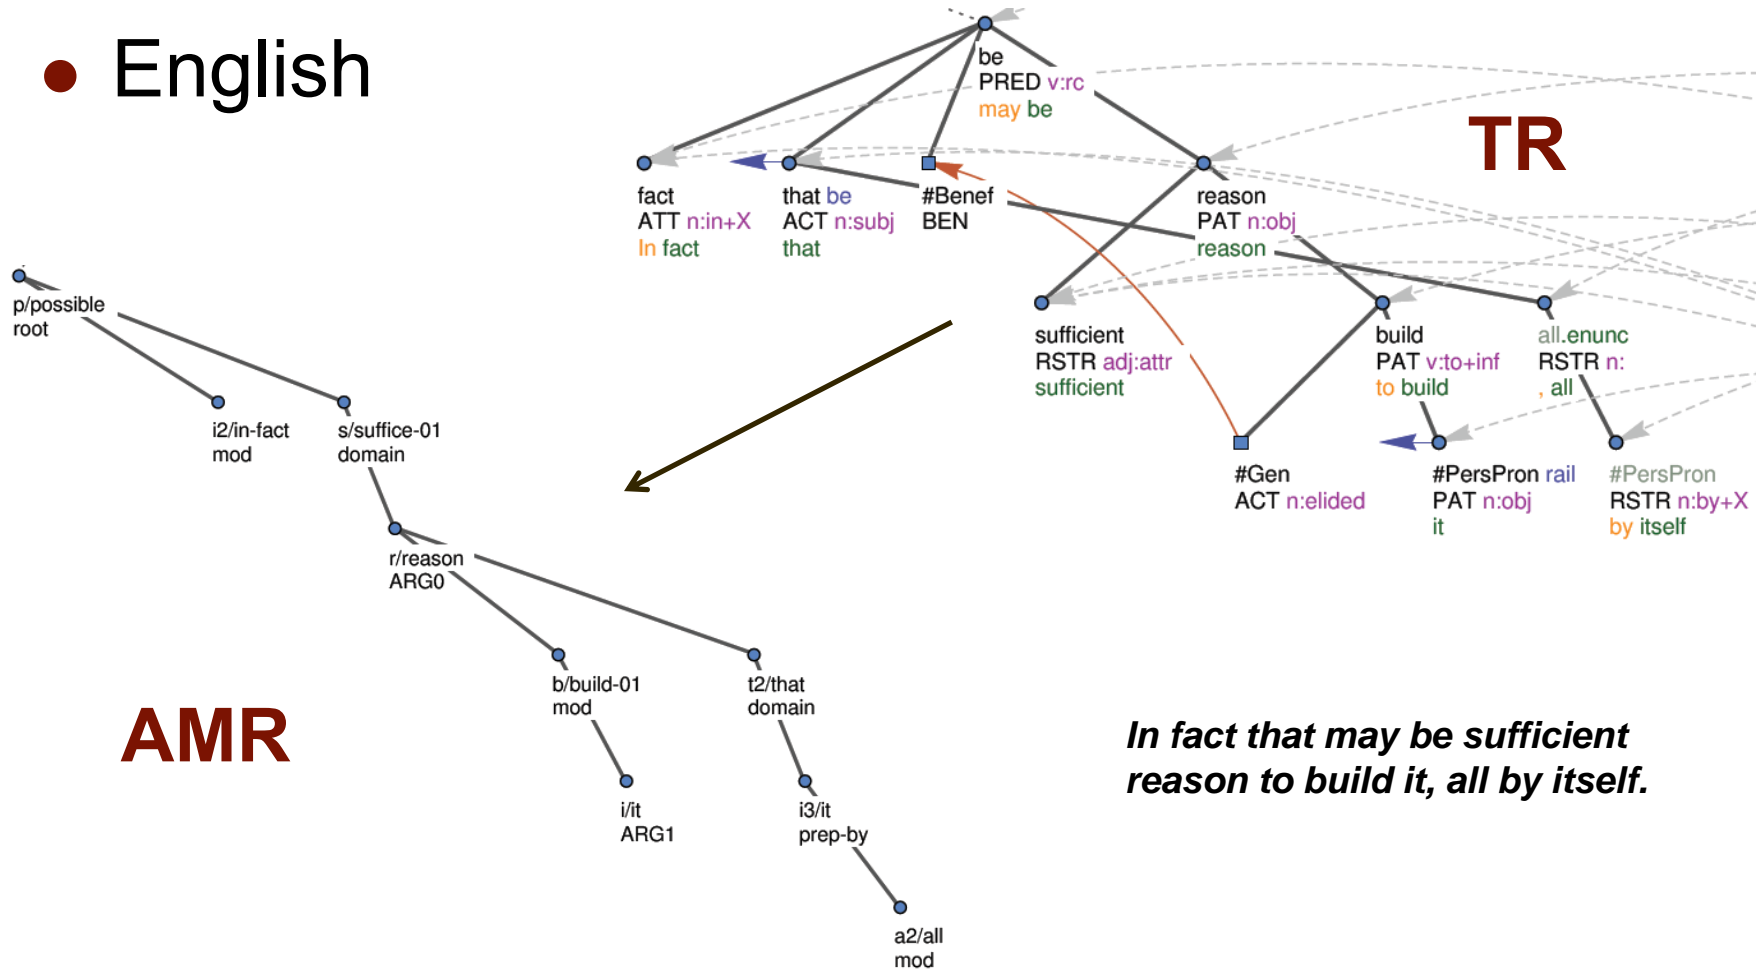 • English
be
PRED v:rc
may be
TR
fact
ATT n:in+X
In fact
that be
ACT n:subj
that
#Benef
BEN
reason
PAT n:obj
reason
p/possible
root
sufficient
RSTR adj:attr
sufficient
build
PAT v:to+inf
to build
all.enunc
RSTR n:
, all
i2/in-fact
mod
s/suffice-01
domain
#Gen
ACT n:elided
#PersPron rail
PAT n:obj
it
#PersPron
RSTR n:by+X
by itself
r/reason
ARG0
b/build-01
mod
t2/that
domain
AMR
In fact that may be sufficient
reason to build it, all by itself.
i/it
ARG1
i3/it
prep-by
a2/all
mod